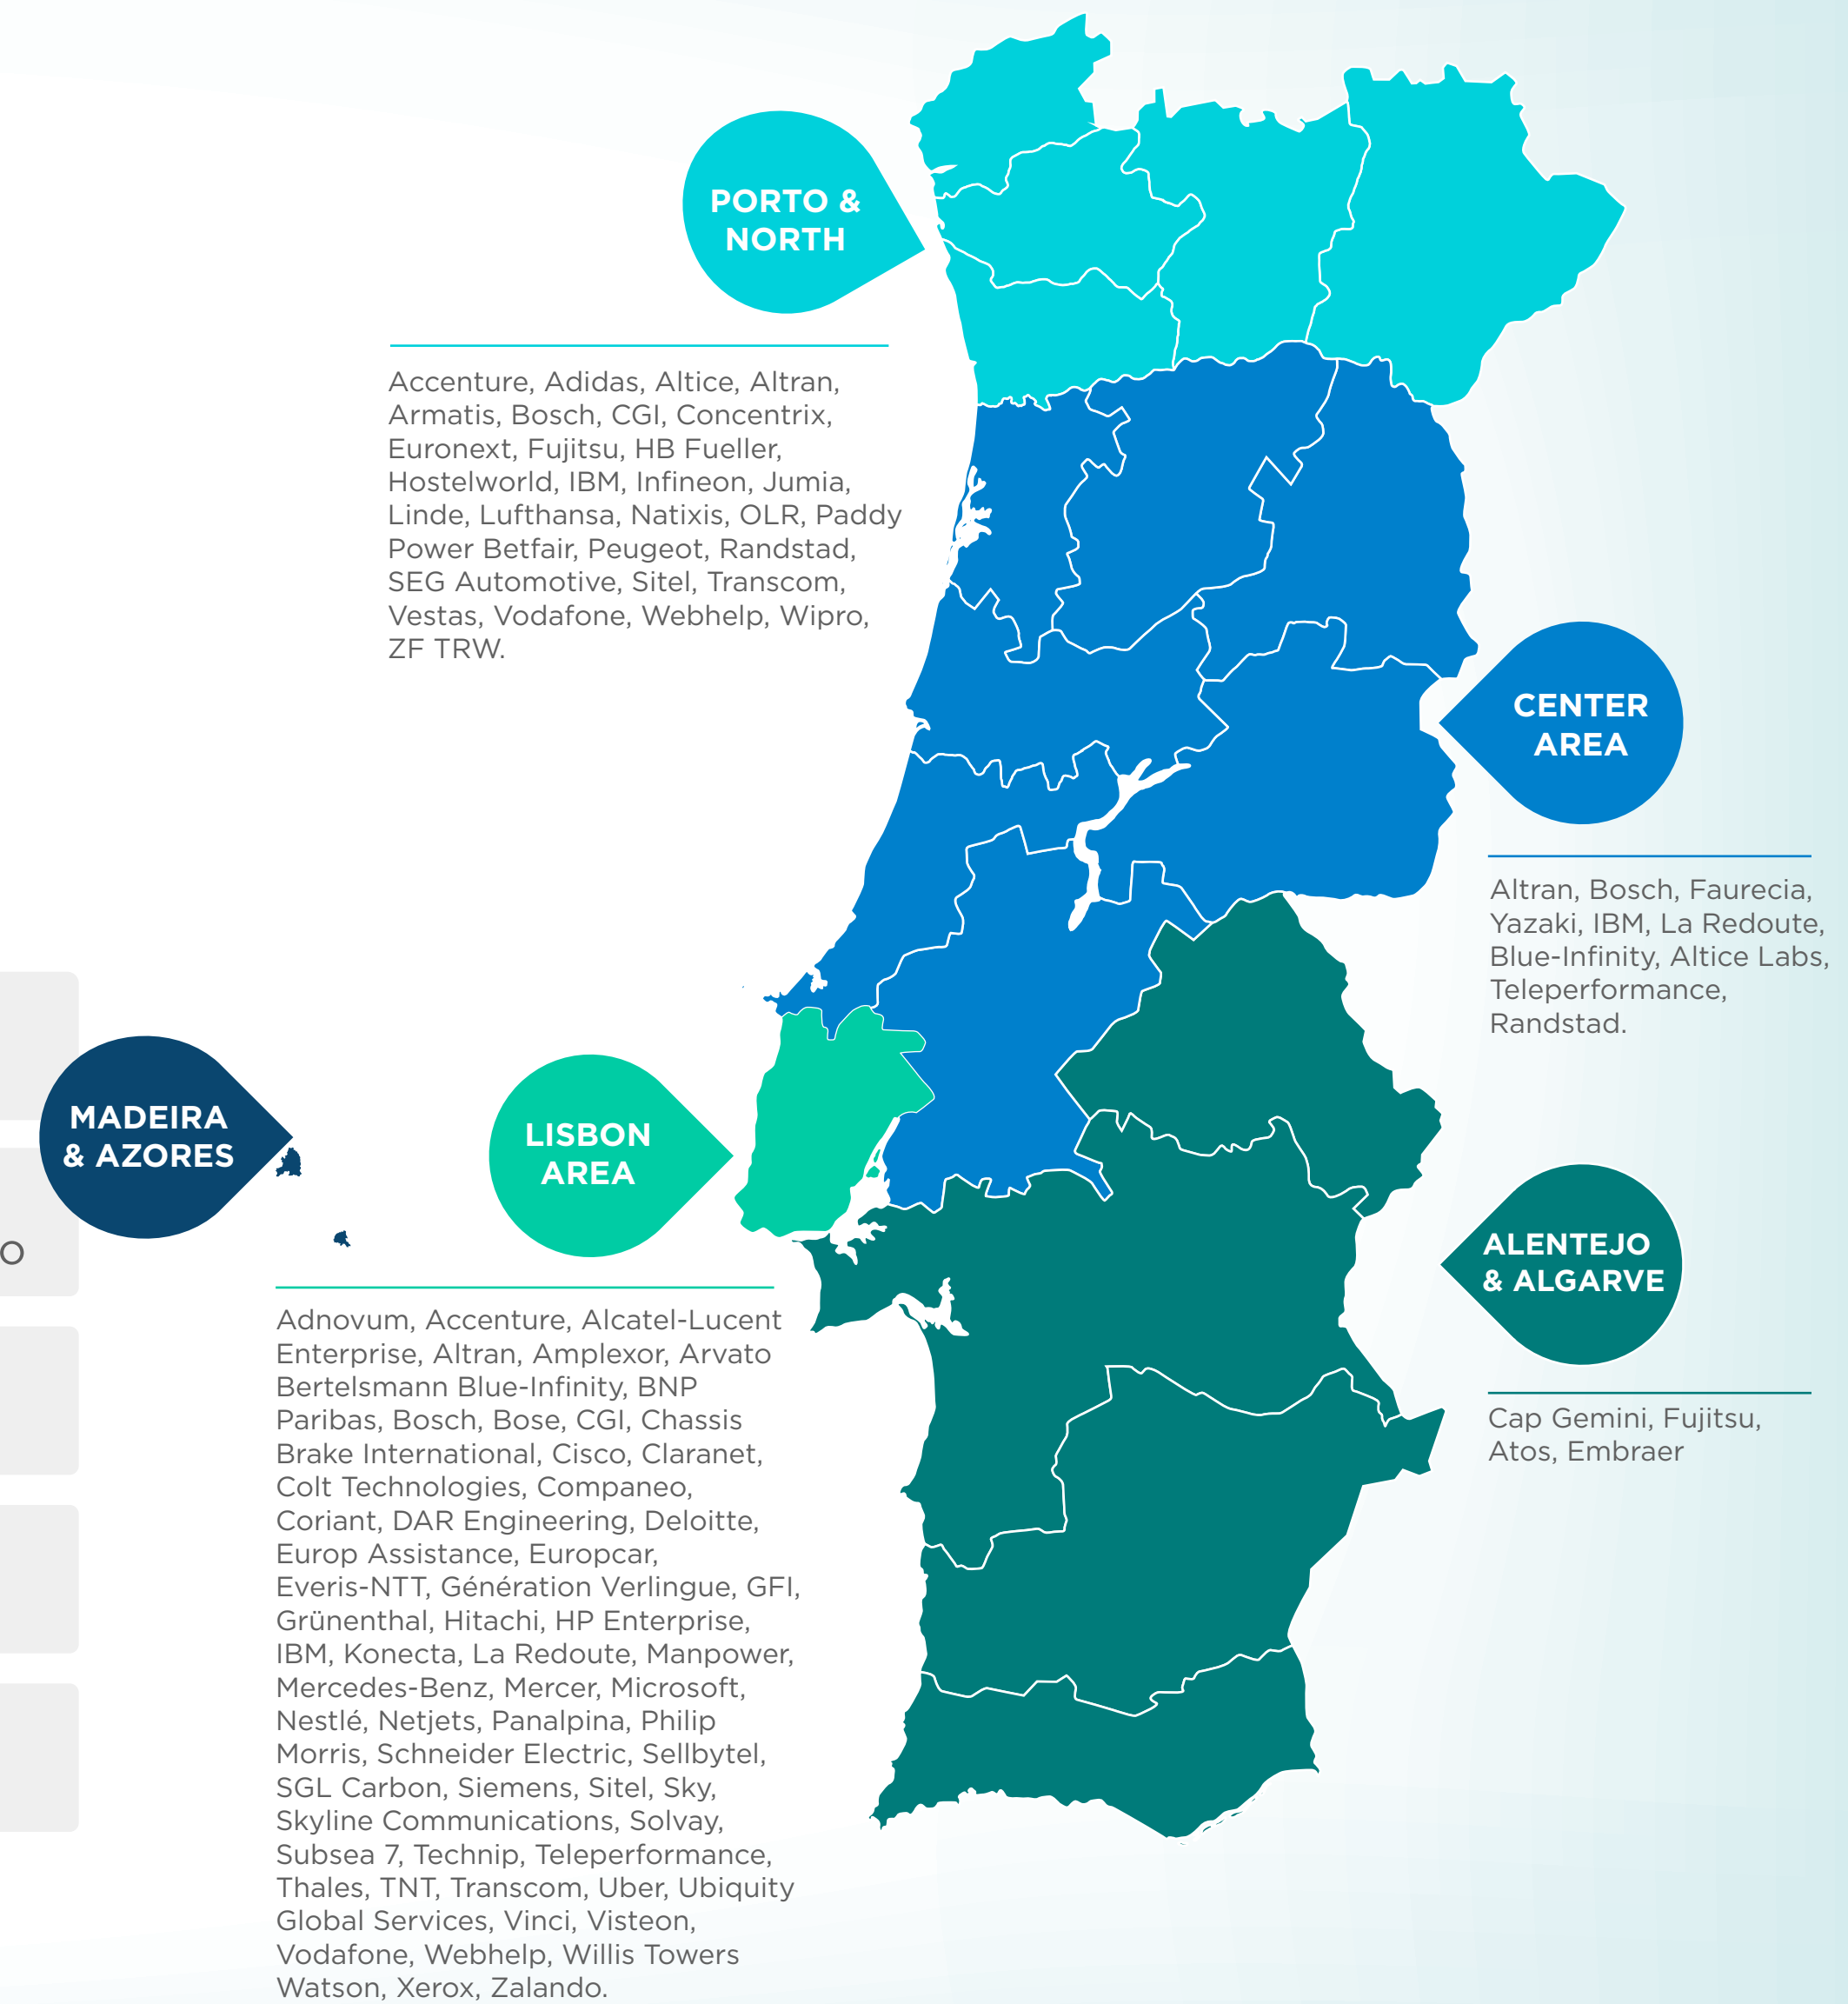 PORTO &
NORTH
Accenture, Adidas, Altice, Altran,
Armatis, Bosch, CGI, Concentrix,
Euronext, Fujitsu, HB Fueller,
Hostelworld, IBM, Infineon, Jumia,
Linde, Lufthansa, Natixis, OLR, Paddy
Power Betfair, Peugeot, Randstad,
SEG Automotive, Sitel, Transcom,
Vestas, Vodafone, Webhelp, Wipro,
ZF TRW.
CENTER
AREA
Altran, Bosch, Faurecia,
Yazaki, IBM, La Redoute,
Blue-Infinity, Altice Labs,
Teleperformance,
Randstad.
MADEIRA
& AZORES
o
LISBON
AREA
Adnovum, Accenture, Alcatel-Lucent
Enterprise, Altran, Amplexor, Arvato
Bertelsmann Blue-Infinity, BNP
Paribas, Bosch, Bose, CGI, Chassis
Brake International, Cisco, Claranet,
Colt Technologies, Companeo,
Coriant, DAR Engineering, Deloitte,
Europ Assistance, Europcar,
Everis-NTT, Génération Verlingue, GFI,
Grünenthal, Hitachi, HP Enterprise,
IBM, Konecta, La Redoute, Manpower,
Mercedes-Benz, Mercer, Microsoft,
Nestlé, Netjets, Panalpina, Philip
Morris, Schneider Electric, Sellbytel,
SGL Carbon, Siemens, Sitel, Sky,
Skyline Communications, Solvay,
Subsea 7, Technip, Teleperformance,
Thales, TNT, Transcom, Uber, Ubiquity
Global Services, Vinci, Visteon,
Vodafone, Webhelp, Willis Towers
Watson, Xerox, Zalando.
ALENTEJO
& ALGARVE
Cap Gemini, Fujitsu,
Atos, Embraer